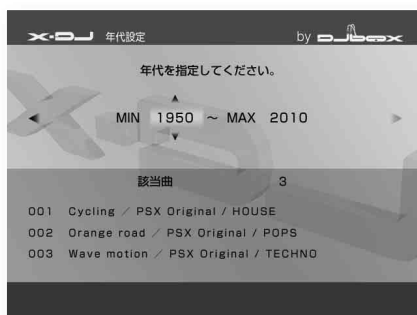 X-DJ 年代設定 by DJbox
年代を指定してください。
MIN 1950 ～ MAX 2010
該当曲 3
001 Cycling ／ PSX Original / HOUSE
002 Orange road ／ PSX Original / POPS
003 Wave motion ／ PSX Original / TECHNO